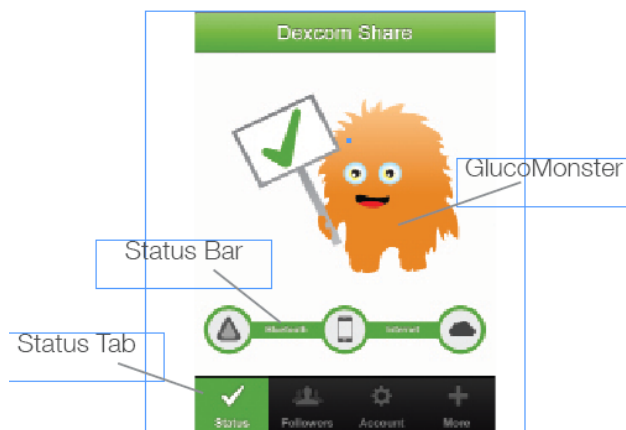 Dexcom Share
GlucoMonster
Status Bar
Bluetooth
Internet
Status Tab
Status
Followers
Account
More